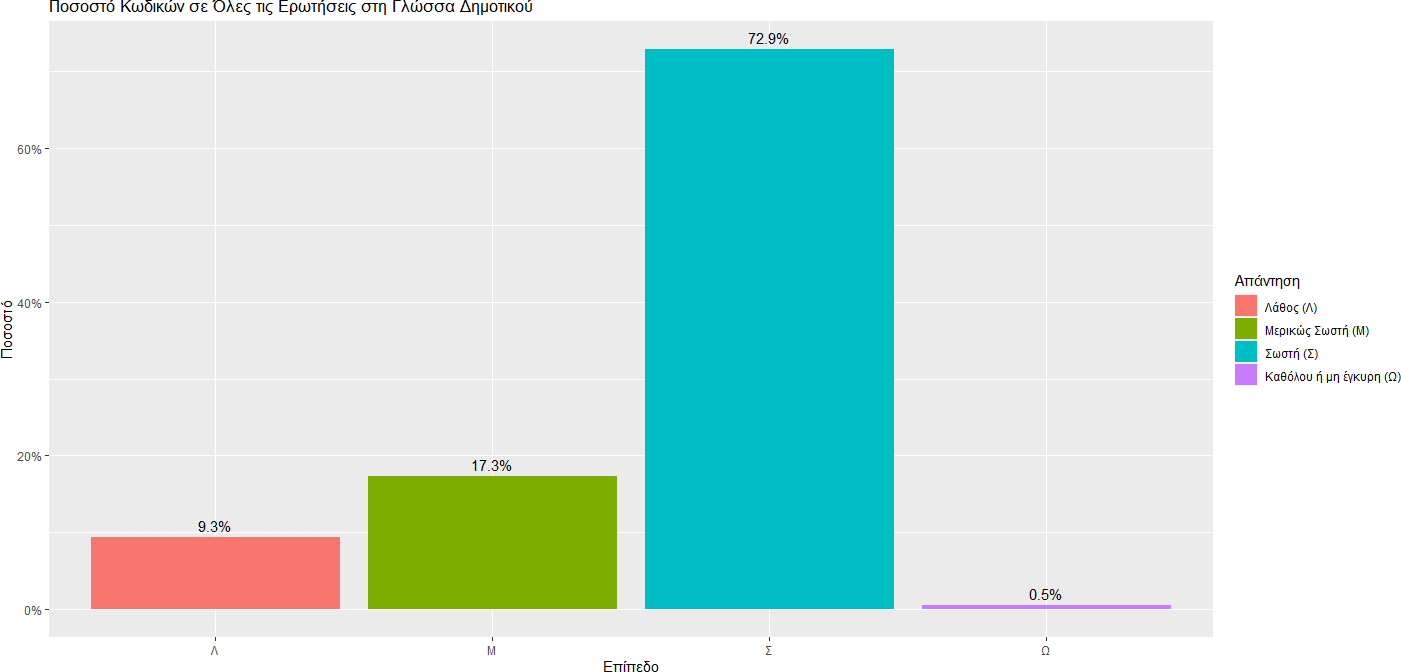 Ποσοστό Κωδικών σε Όλες τις Ερωτήσεις στη Γλώσσα Δημοτικού
72.9%
60%
40%
20%
17.3%
9.3%
0.5%
0%
Ποσοστό
Λ
Μ
Σ
Ω
Επίπεδο
Απάντηση
Λάθος (Λ)
Μερικώς Σωστή (Μ)
Σωστή (Σ)
Καθόλου ή μη έγκυρη (Ω)